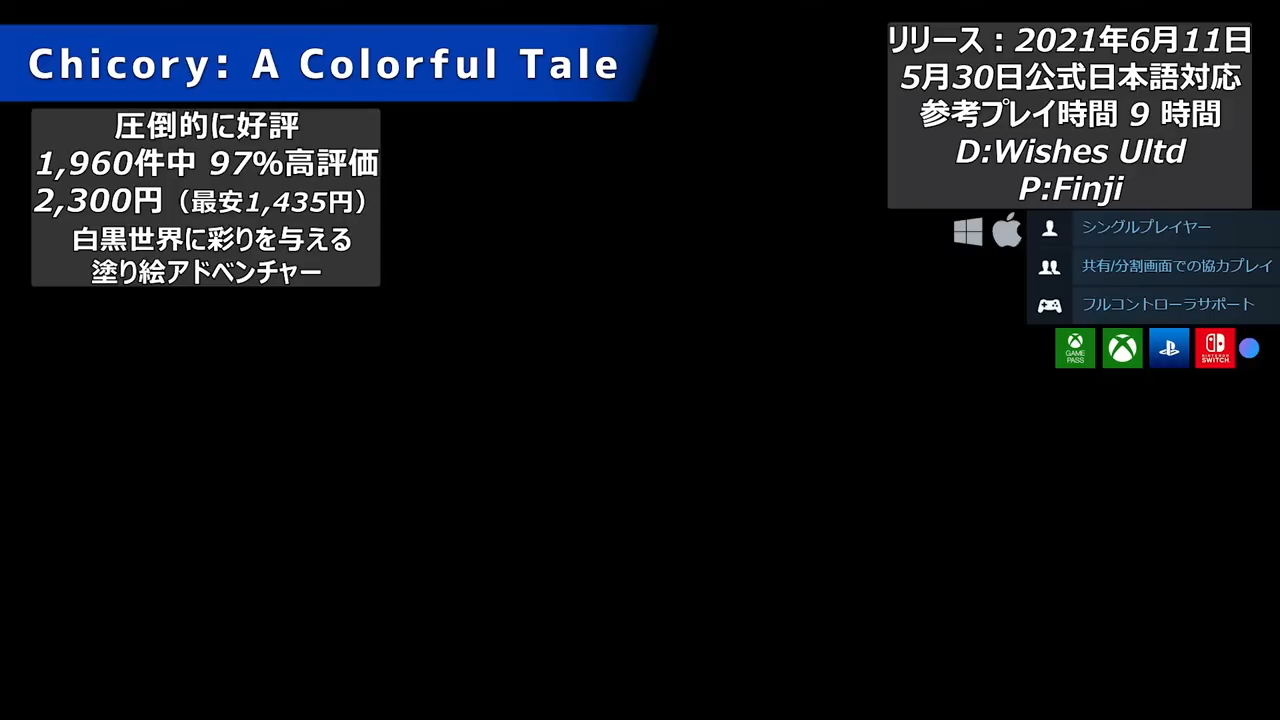 Chicory: A Colorful Tale
圧倒的に好評
1,960件中 97%高評価
2,300円（最安1,435円）
白黒世界に彩りを与える
塗り絵アドベンチャー
リリース：2021年6月11日
5月30日公式日本語対応
参考プレイ時間 9 時間
D:Wishes Ultd
P:Finji
シングルプレイヤー
共有/分割画面での協力プレイ
フルコントローラサポート
GAME
PASS
NINTENDO
SWITCH